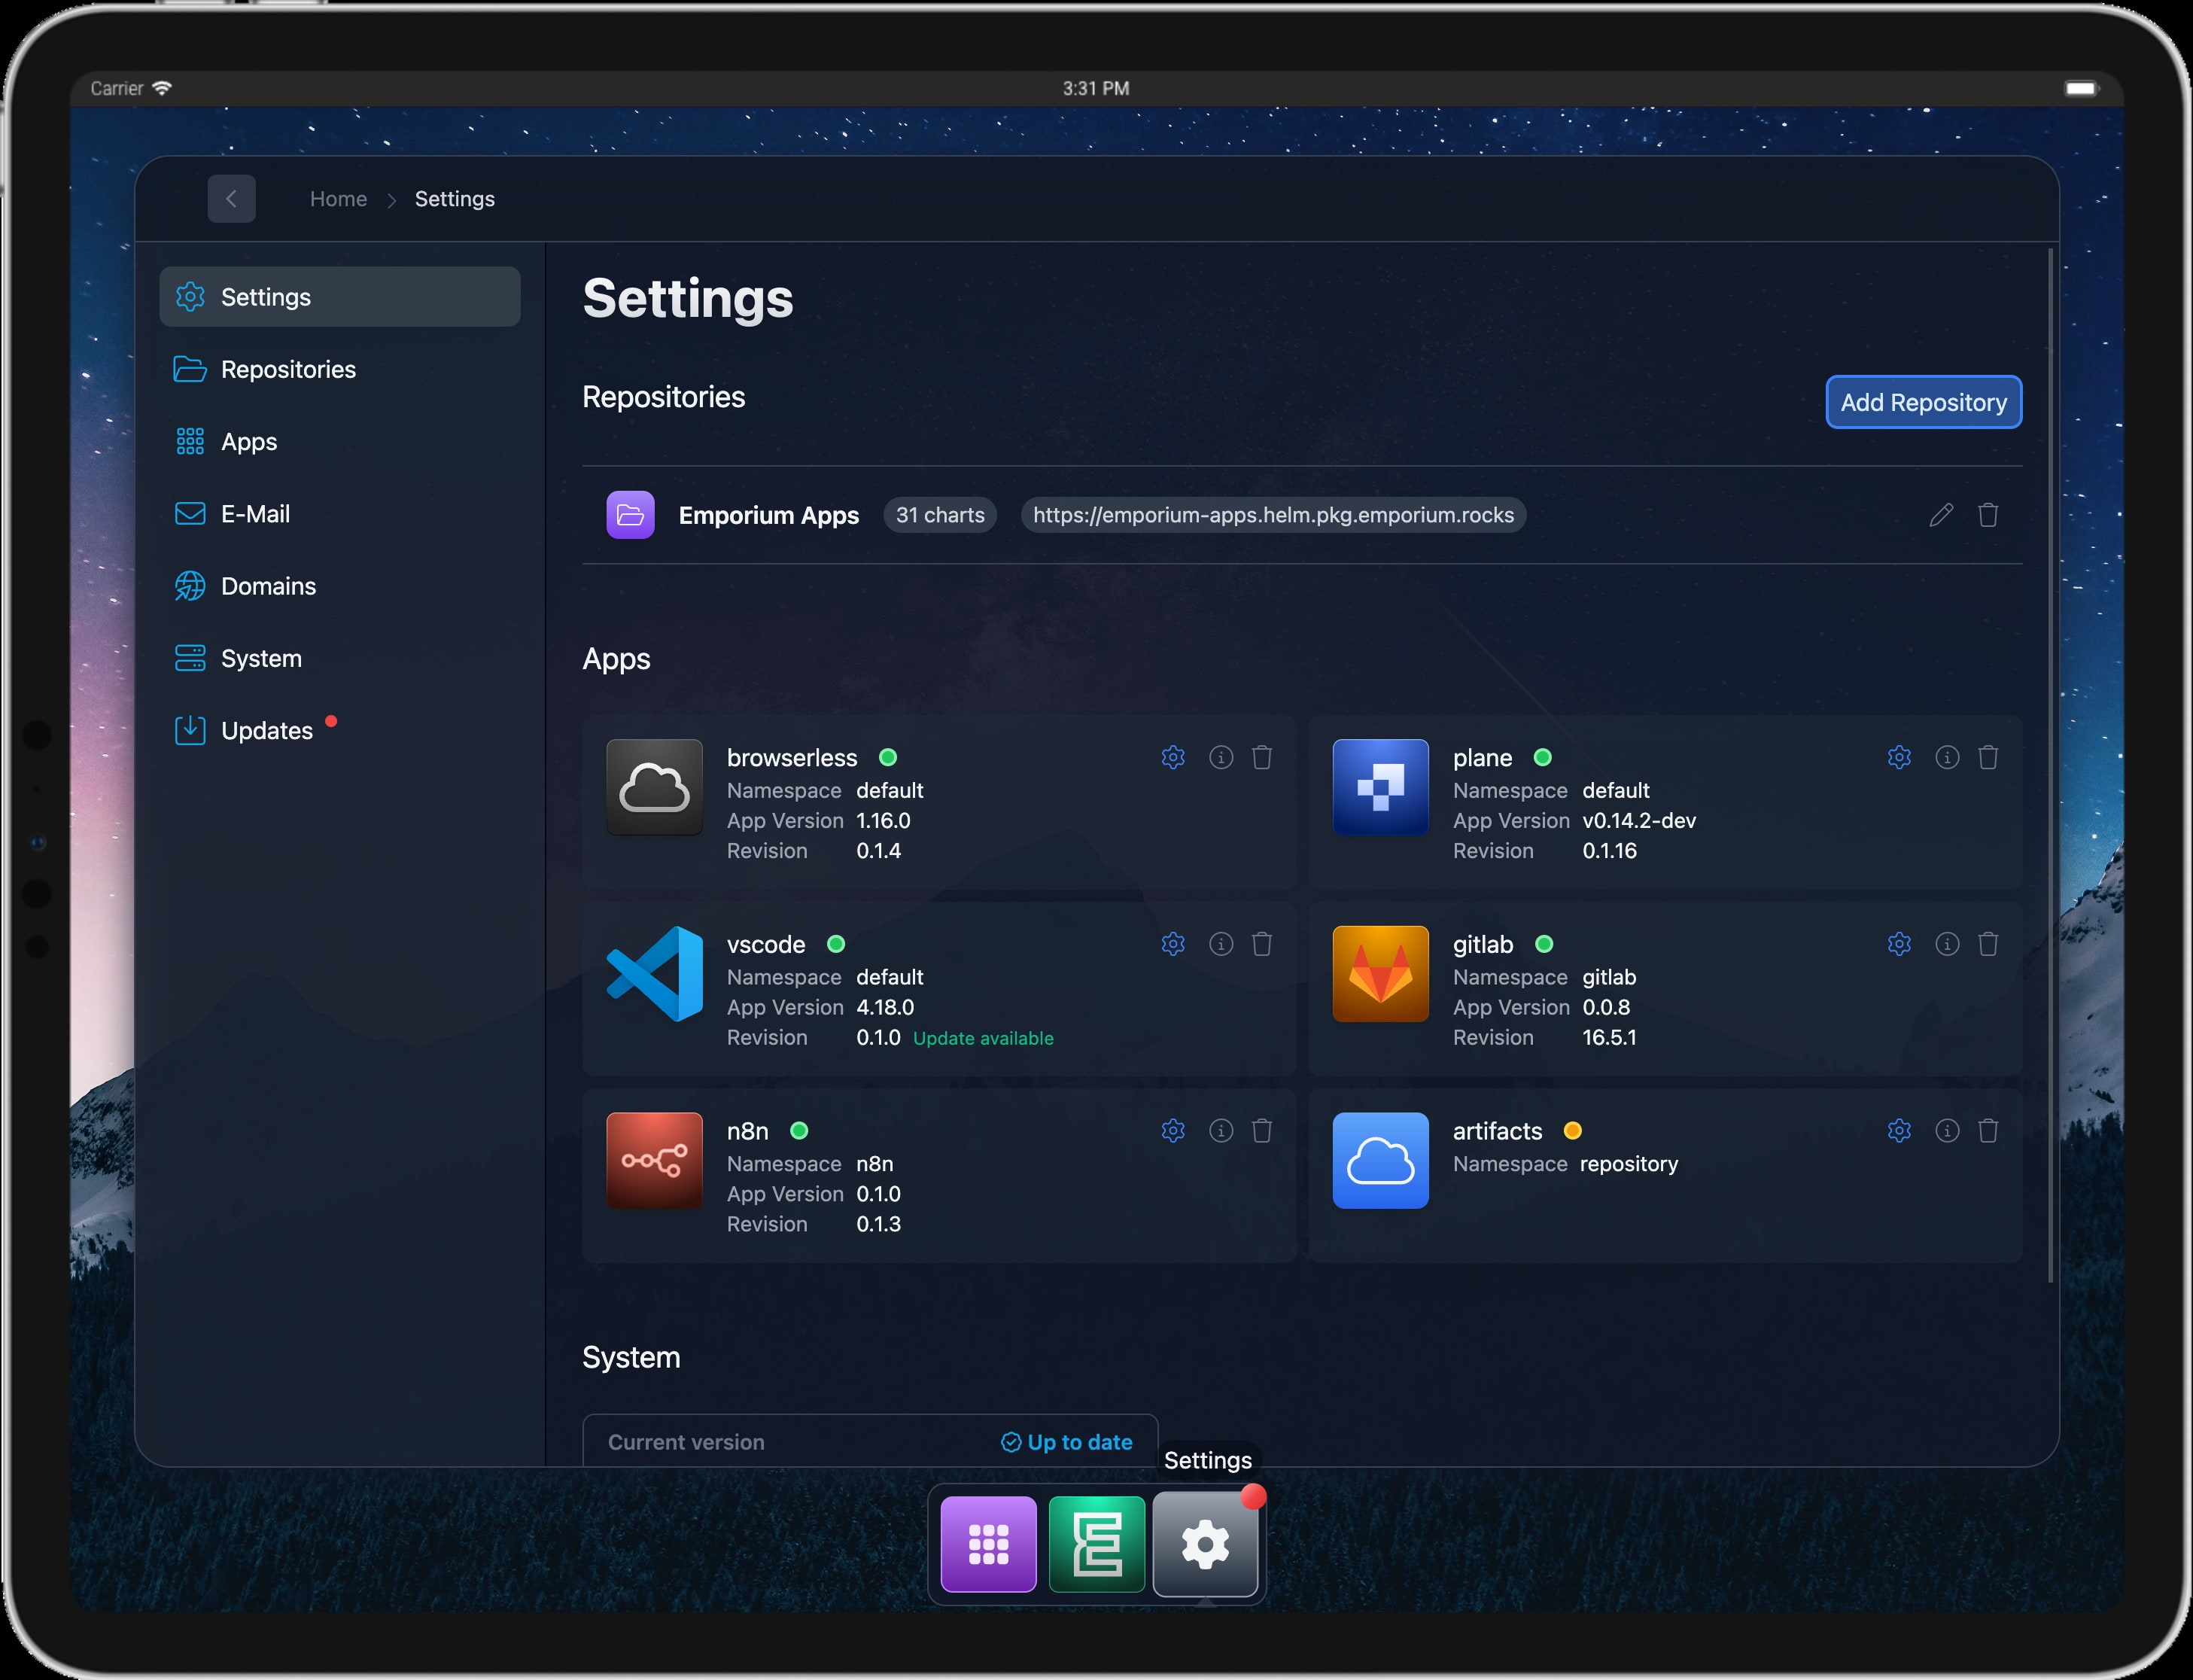 Carrier
3:31 PM
Home > Settings
Settings
Repositories
Apps
E-Mail
Domains
System
Updates
Settings
Repositories
Add Repository
Emporium Apps 31 charts https://emporium-apps.helm.pkg.emporium.rocks
Apps
browserless
Namespace default
App Version 1.16.0
Revision 0.1.4
plane
Namespace default
App Version v0.14.2-dev
Revision 0.1.16
vscode
Namespace default
App Version 4.18.0
Revision 0.1.0 Update available
gitlab
Namespace gitlab
App Version 0.0.8
Revision 16.5.1
n8n
Namespace n8n
App Version 0.1.0
Revision 0.1.3
artifacts
Namespace repository
System
Current version Up to date
Settings